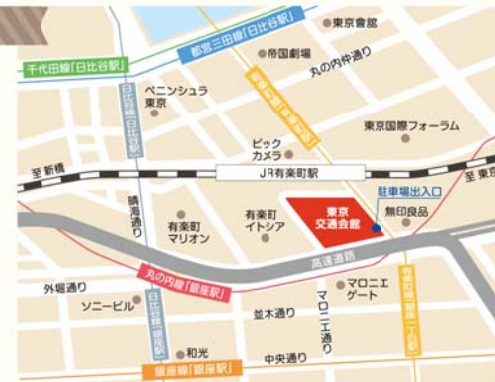 東京會館
都営三田線「日比谷駅」
千代田線「日比谷駅」
帝国劇場
丸の内仲通り
有楽町線「有楽町駅」
ペニンシュラ
東京
日比谷線「日比谷駅」
ビック
カメラ
東京国際フォーラム
至 新橋
JR有楽町駅
至 東京
駐車場出入口
晴海通り
有楽町
マリオン
有楽町
イトシア
東京
交通会館
無印良品
高速道路
丸の内線「銀座駅」
外堀通り
ソニービル
日比谷線「銀座駅」
マロニエ
ゲート
並木通り
マロニエ通り
有楽町線「銀座一丁目駅」
和光
中央通り
銀座線「銀座駅」